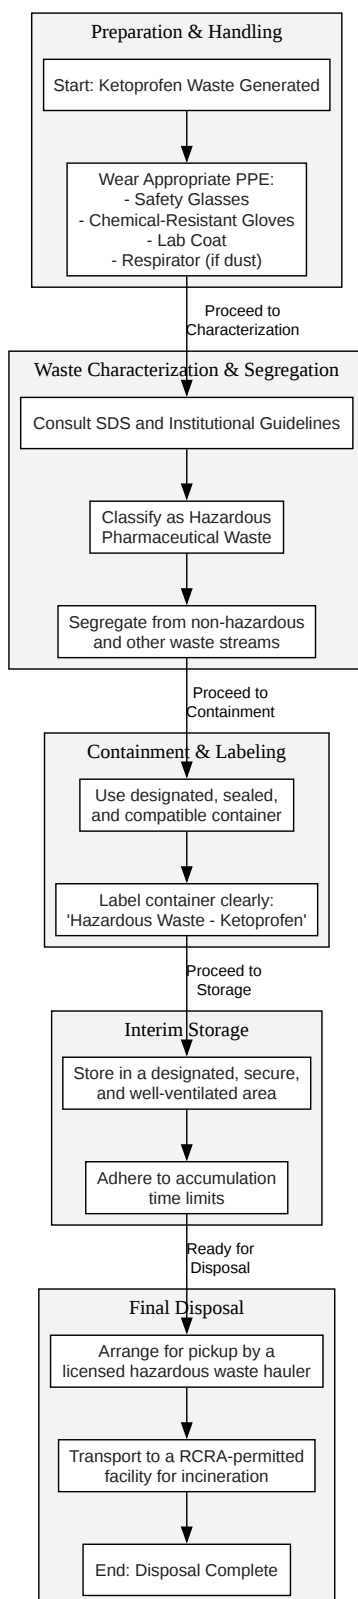 Preparation & Handling
Start: Ketoprofen Waste Generated
Wear Appropriate PPE:
- Safety Glasses
- Chemical-Resistant Gloves
- Lab Coat
- Respirator (if dust)
Proceed to
Characterization
Waste Characterization & Segregation
Consult SDS and Institutional Guidelines
Classify as Hazardous
Pharmaceutical Waste
Segregate from non-hazardous
and other waste streams
Proceed to
Containment
Containment & Labeling
Use designated, sealed,
and compatible container
Label container clearly:
'Hazardous Waste - Ketoprofen'
Proceed to
Storage
Interim Storage
Store in a designated, secure,
and well-ventilated area
Adhere to accumulation
time limits
Ready for
Disposal
Final Disposal
Arrange for pickup by a
licensed hazardous waste hauler
Transport to a RCRA-permitted
facility for incineration
End: Disposal Complete